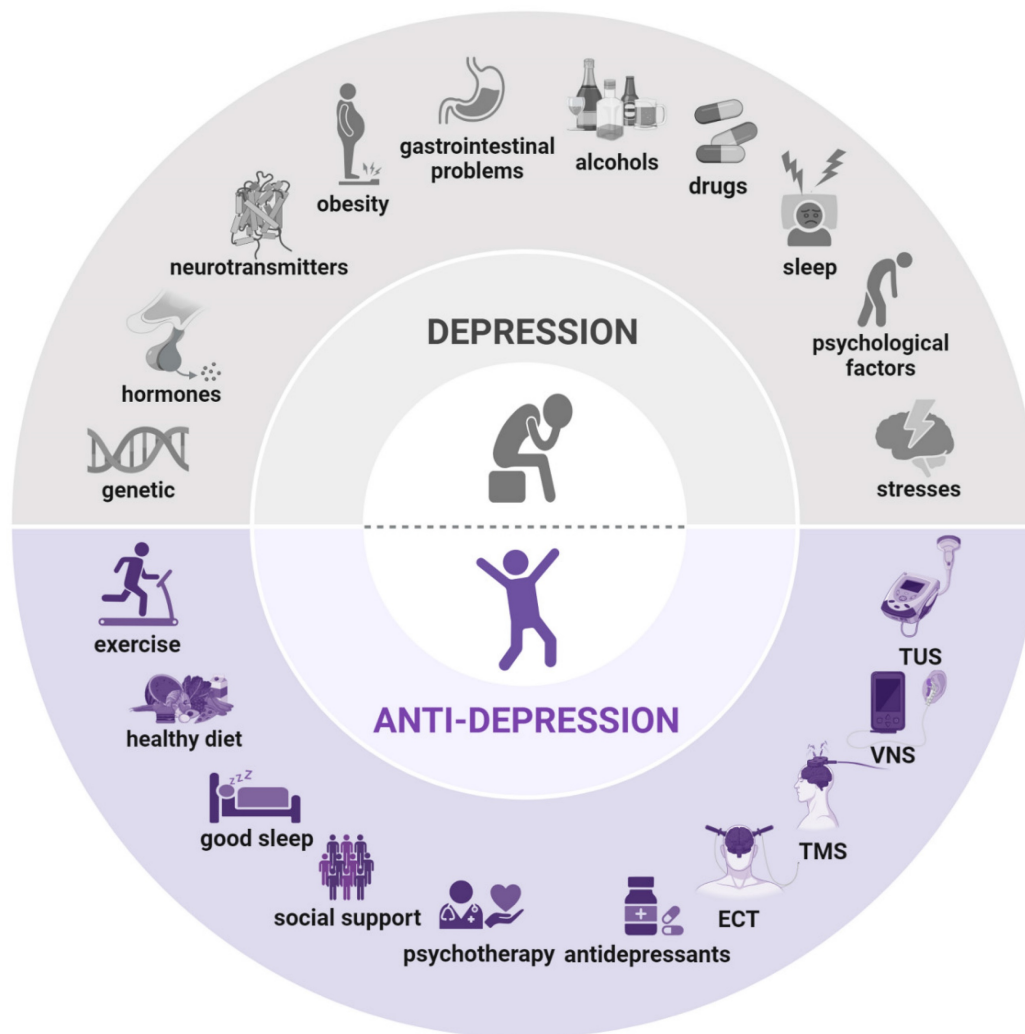 gastrointestinal
problems
alcohols
drugs
obesity
sleep
neurotransmitters
psychological
factors
hormones
genetic
stresses
DEPRESSION
ANTI-DEPRESSION
exercise
healthy diet
zzz
good sleep
social support
psychotherapy
antidepressants
ECT
TMS
VNS
TUS